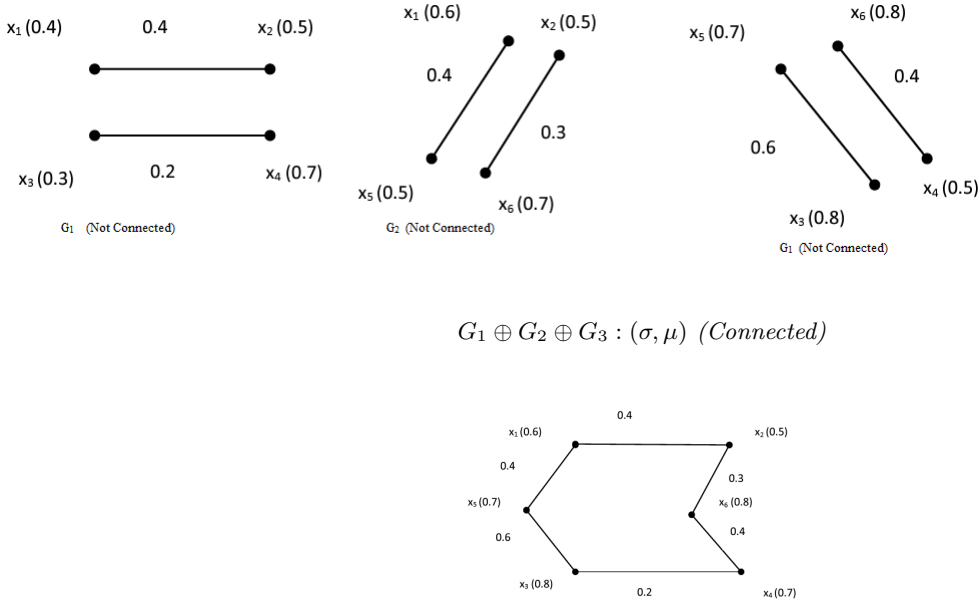 x₁ (0.4) 0.4 x₂ (0.5)
x₃ (0.3) 0.2 x₄ (0.7)
G₁ (Not Connected)
x₁ (0.6) x₂ (0.5)
0.4
0.3
x₅ (0.5) x₆ (0.7)
G₂ (Not Connected)
x₆ (0.8)
x₅ (0.7)
0.4
0.6
x₄ (0.5)
x₃ (0.8)
G₁ (Not Connected)
G₁ ⊕ G₂ ⊕ G₃ : (σ, μ) (Connected)
0.4
x₁ (0.6) x₂ (0.5)
0.4 0.3
x₅ (0.7) x₆ (0.8)
0.6 0.4
x₃ (0.8) 0.2 x₄ (0.7)